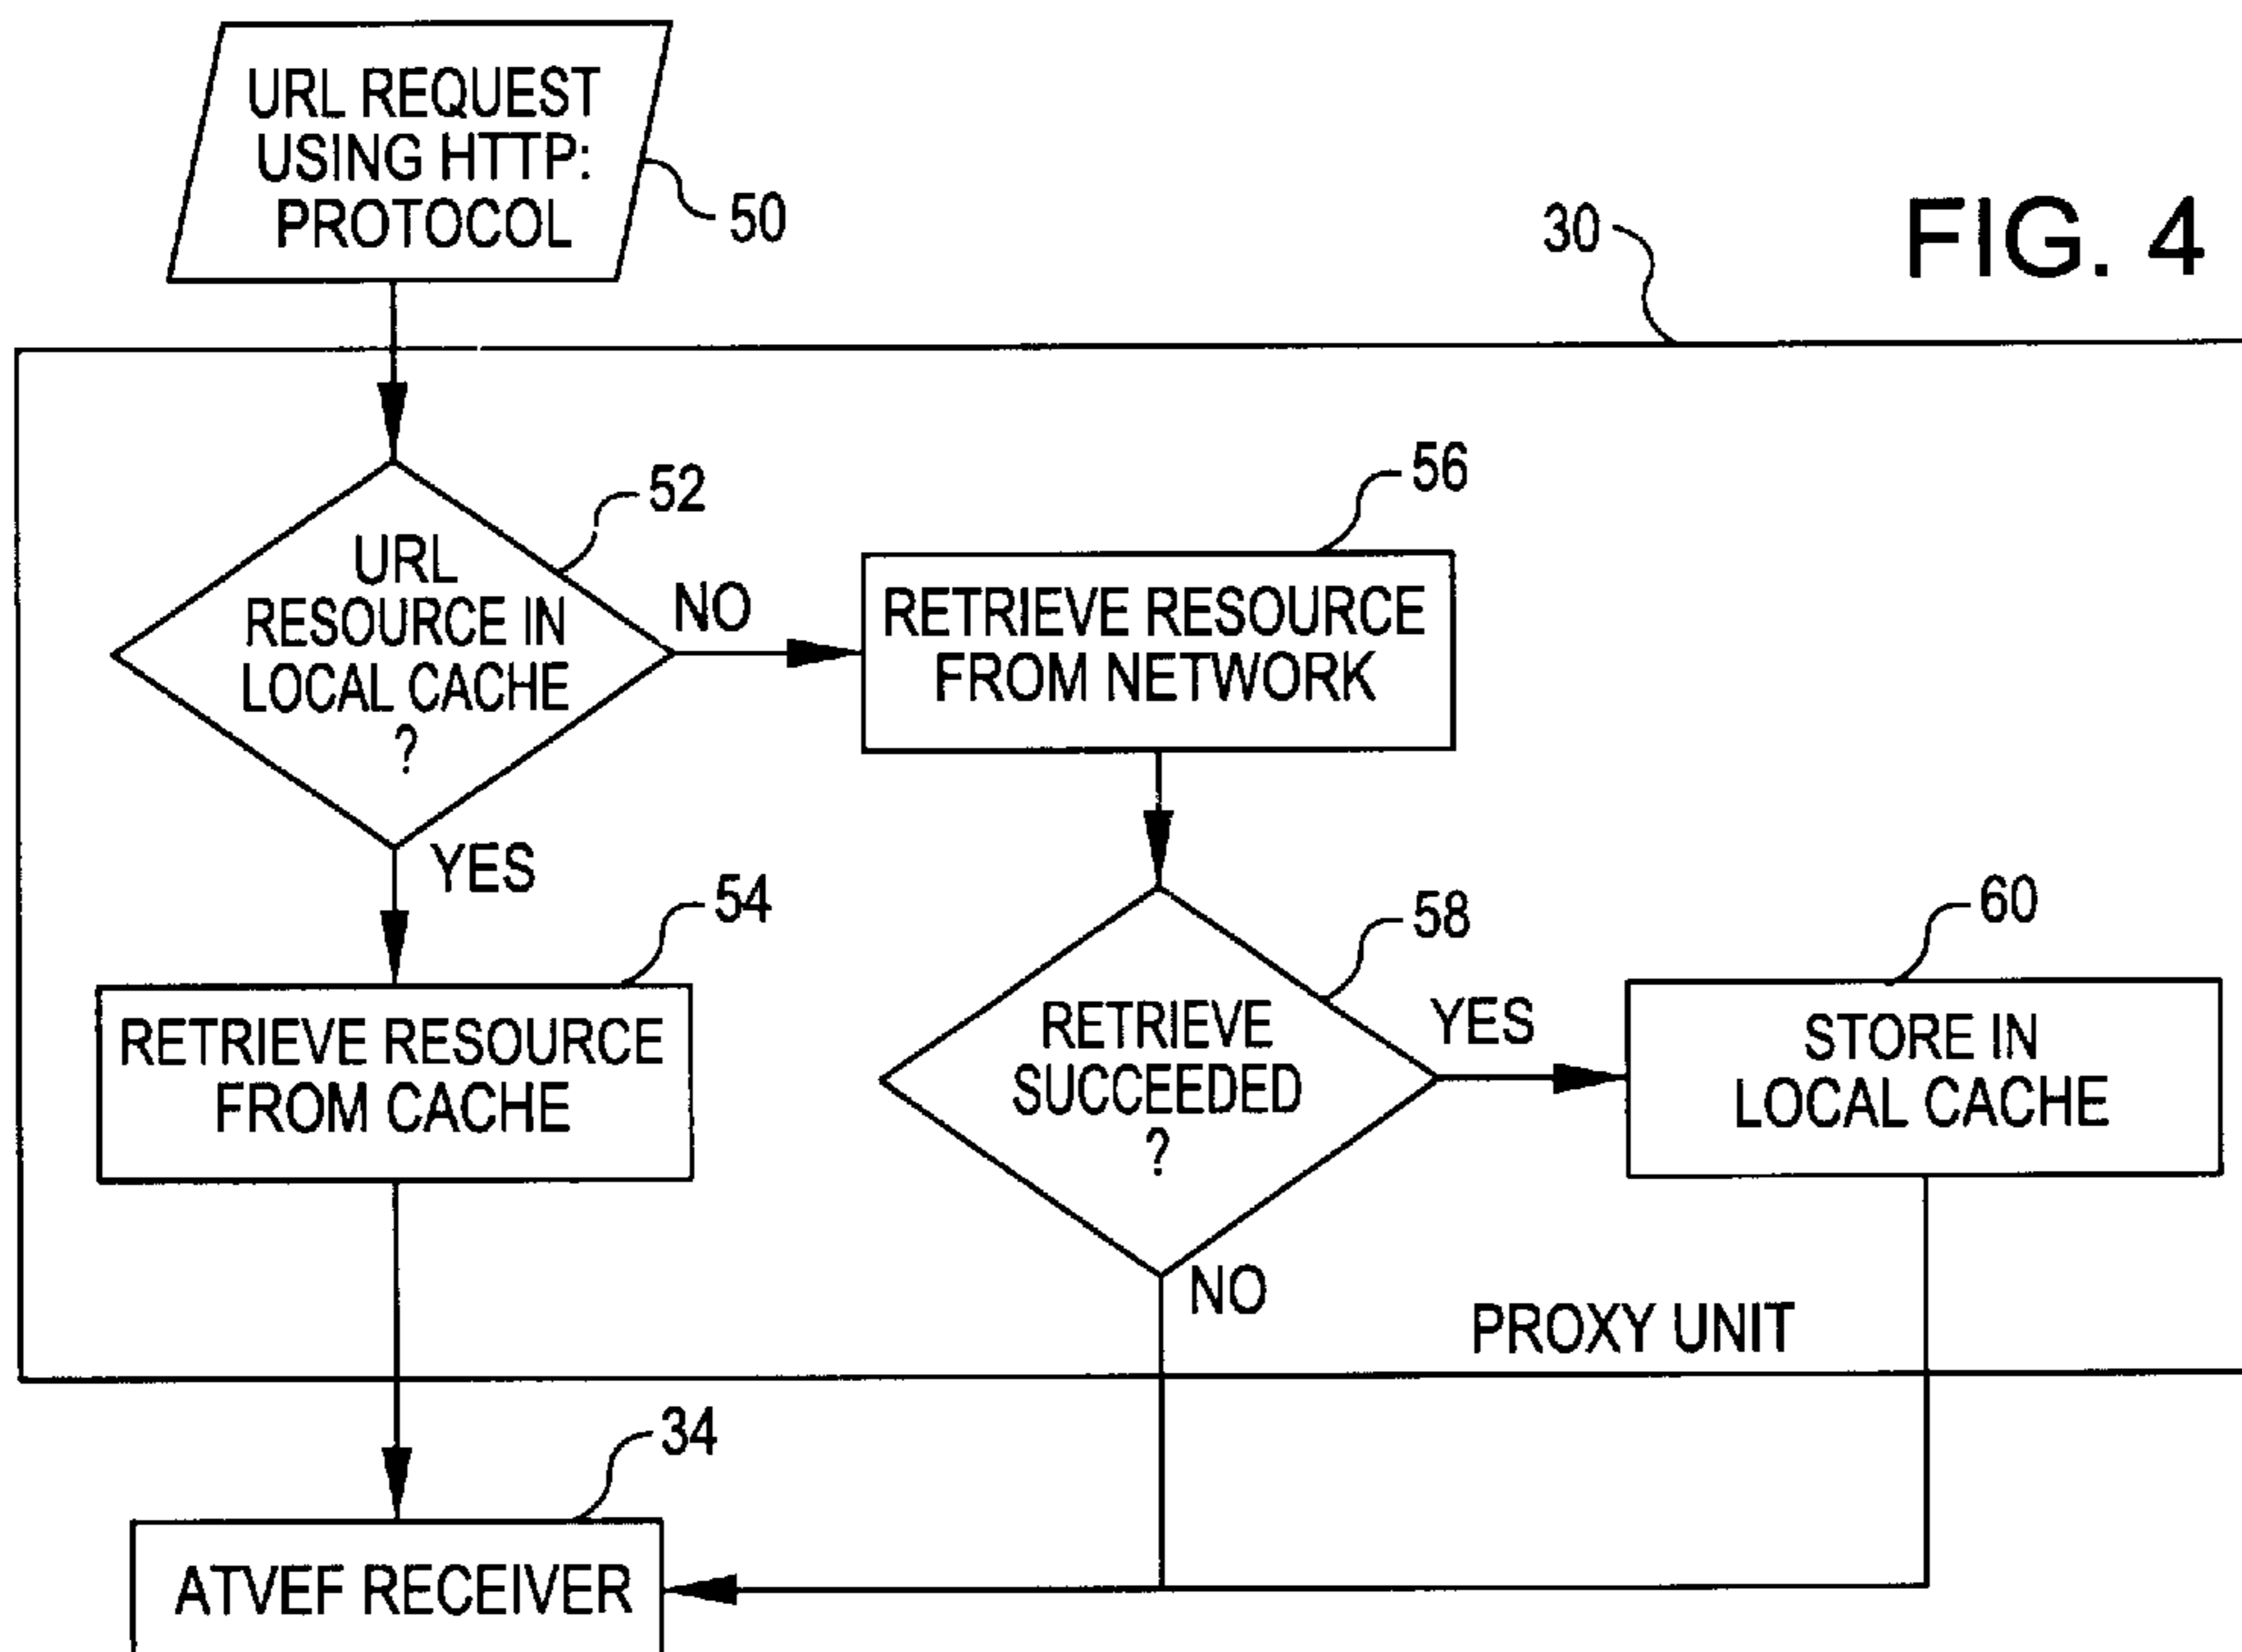 URL REQUEST
USING HTTP:
PROTOCOL
50
30
FIG. 4
52
URL
RESOURCE IN
LOCAL CACHE
?
NO
YES
56
RETRIEVE RESOURCE
FROM NETWORK
54
RETRIEVE RESOURCE
FROM CACHE
58
RETRIEVE
SUCCEEDED
?
YES
NO
60
STORE IN
LOCAL CACHE
PROXY UNIT
34
ATVEF RECEIVER